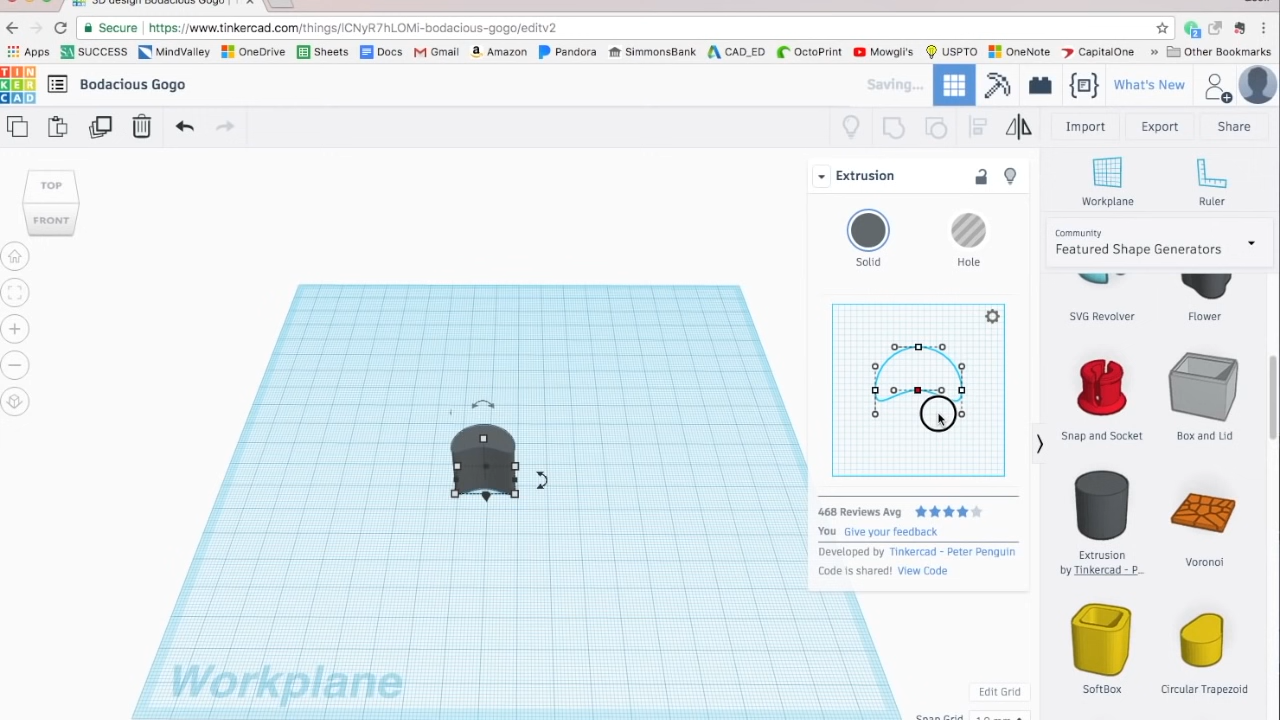 3D design Bodacious Gogo |
Secure | https://www.tinkercad.com/things/lCNyR7hLOMi-bodacious-gogo/editv2
Apps SUCCESS MindValley OneDrive Sheets Docs Gmail Amazon Pandora SimmonsBank CAD_ED OctoPrint Mowgli's USPTO OneNote CapitalOne » Other Bookmarks
TIN
KER
CAD
Bodacious Gogo
Saving...
What's New
Import
Export
Share
TOP
FRONT
Extrusion
Solid
Hole
468 Reviews Avg
You Give your feedback
Developed by Tinkercad - Peter Penguin
Code is shared! View Code
Workplane
Ruler
Community
Featured Shape Generators
SVG Revolver
Flower
Snap and Socket
Box and Lid
Extrusion
by Tinkercad - P...
Voronoi
SoftBox
Circular Trapezoid
Workplane
Edit Grid
Snap Grid 1.0 mm